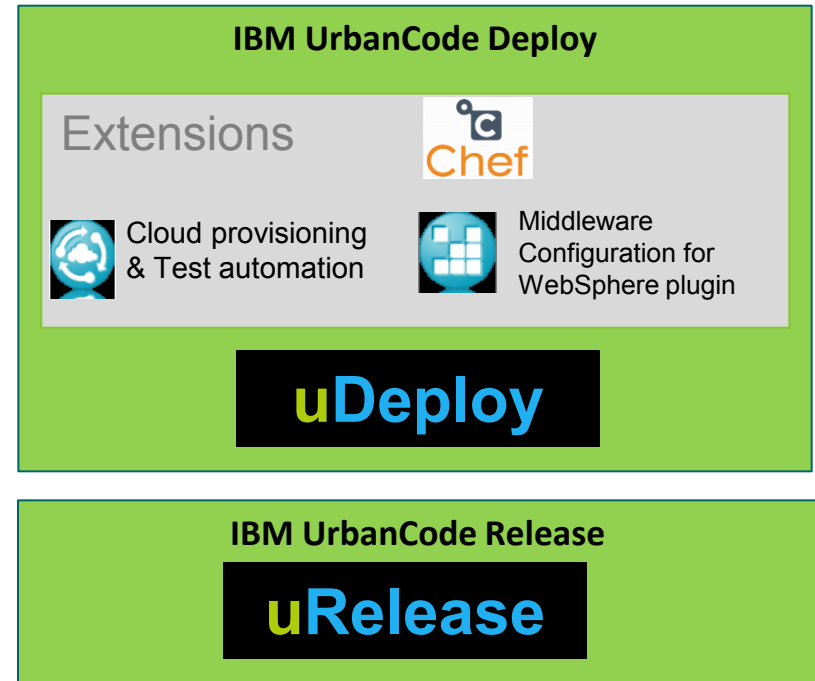 IBM UrbanCode Deploy
Extensions
C
Chef
Cloud provisioning
& Test automation
Middleware
Configuration for
WebSphere plugin
uDeploy
IBM UrbanCode Release
uRelease